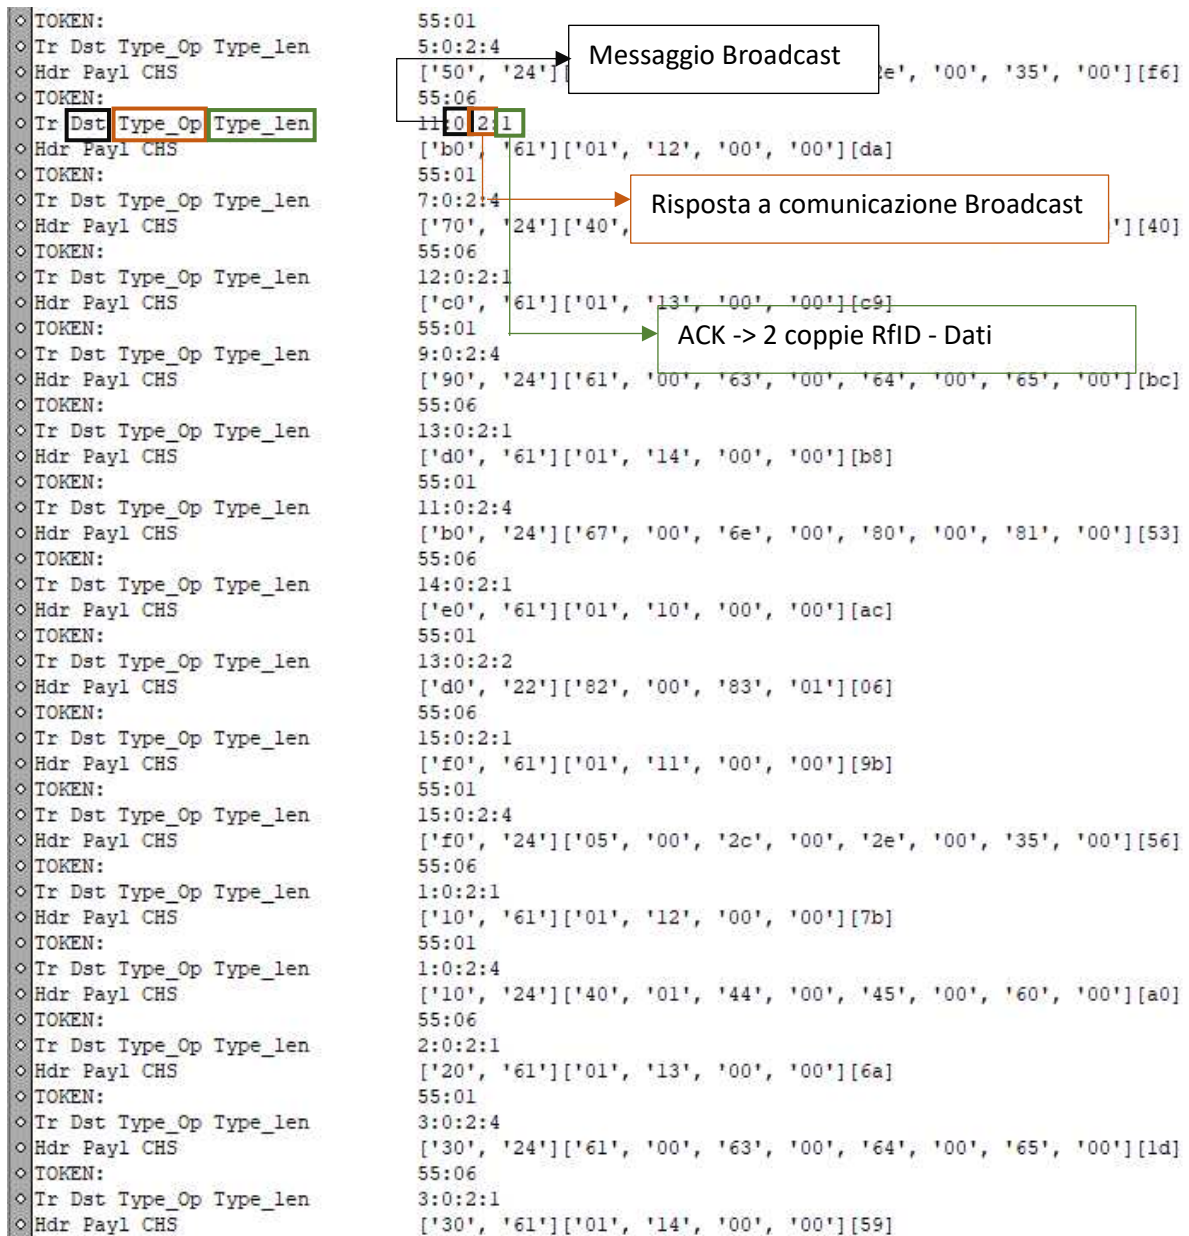 TOKEN: 55:01
Tr Dst Type_Op Type_len 5:0:2:4
Messaggio Broadcast
Hdr Payl CHS ['50', '24'][ 2e', '00', '35', '00'][f6]
TOKEN: 55:06
Tr Dst Type_Op Type_len 11:0:2:1
Hdr Payl CHS ['b0', '61']['01', '12', '00', '00'][da]
TOKEN: 55:01
Tr Dst Type_Op Type_len 7:0:2:4
Risposta a comunicazione Broadcast
Hdr Payl CHS ['70', '24']['40', '][40]
TOKEN: 55:06
Tr Dst Type_Op Type_len 12:0:2:1
Hdr Payl CHS ['c0', '61']['01', '13', '00', '00'][c9]
TOKEN: 55:01
ACK -> 2 coppie RfID - Dati
Tr Dst Type_Op Type_len 9:0:2:4
Hdr Payl CHS ['90', '24']['61', '00', '63', '00', '64', '00', '65', '00'][bc]
TOKEN: 55:06
Tr Dst Type_Op Type_len 13:0:2:1
Hdr Payl CHS ['d0', '61']['01', '14', '00', '00'][b8]
TOKEN: 55:01
Tr Dst Type_Op Type_len 11:0:2:4
Hdr Payl CHS ['b0', '24']['67', '00', '6e', '00', '80', '00', '81', '00'][53]
TOKEN: 55:06
Tr Dst Type_Op Type_len 14:0:2:1
Hdr Payl CHS ['e0', '61']['01', '10', '00', '00'][ac]
TOKEN: 55:01
Tr Dst Type_Op Type_len 13:0:2:2
Hdr Payl CHS ['d0', '22']['82', '00', '83', '01'][06]
TOKEN: 55:06
Tr Dst Type_Op Type_len 15:0:2:1
Hdr Payl CHS ['f0', '61']['01', '11', '00', '00'][9b]
TOKEN: 55:01
Tr Dst Type_Op Type_len 15:0:2:4
Hdr Payl CHS ['f0', '24']['05', '00', '2c', '00', '2e', '00', '35', '00'][56]
TOKEN: 55:06
Tr Dst Type_Op Type_len 1:0:2:1
Hdr Payl CHS ['10', '61']['01', '12', '00', '00'][7b]
TOKEN: 55:01
Tr Dst Type_Op Type_len 1:0:2:4
Hdr Payl CHS ['10', '24']['40', '01', '44', '00', '45', '00', '60', '00'][a0]
TOKEN: 55:06
Tr Dst Type_Op Type_len 2:0:2:1
Hdr Payl CHS ['20', '61']['01', '13', '00', '00'][6a]
TOKEN: 55:01
Tr Dst Type_Op Type_len 3:0:2:4
Hdr Payl CHS ['30', '24']['61', '00', '63', '00', '64', '00', '65', '00'][1d]
TOKEN: 55:06
Tr Dst Type_Op Type_len 3:0:2:1
Hdr Payl CHS ['30', '61']['01', '14', '00', '00'][59]